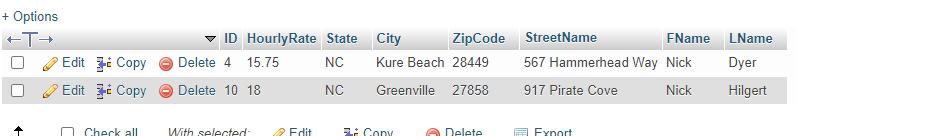 + Options
←T→ ▼ ID HourlyRate State City ZipCode StreetName FName LName
Edit Copy Delete 4 15.75 NC Kure Beach 28449 567 Hammerhead Way Nick Dyer
Edit Copy Delete 10 18 NC Greenville 27858 917 Pirate Cove Nick Hilgert
Check all With selected: Edit Copy Delete Export